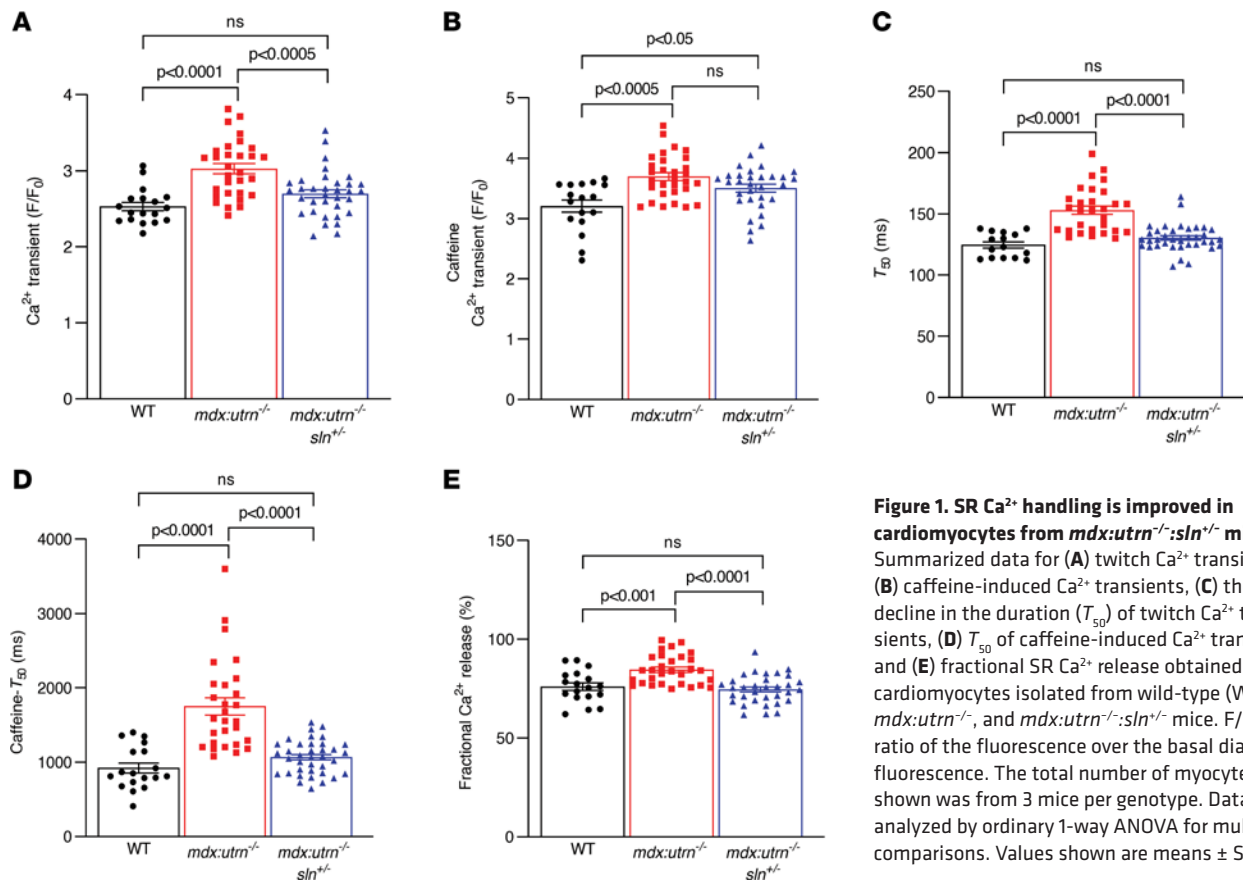 A
ns
p<0.0001
p<0.0005
4
3
2
1
0
Ca²⁺ transient (F/F₀)
WT
mdx:utrn⁻/⁻
mdx:utrn⁻/⁻
sln⁺/⁻
B
p<0.05
ns
p<0.0005
5
4
3
2
1
0
Caffeine
Ca²⁺ transient (F/F₀)
WT
mdx:utrn⁻/⁻
mdx:utrn⁻/⁻
sln⁺/⁻
C
ns
p<0.0001
p<0.0001
250
200
150
100
50
0
T₅₀ (ms)
WT
mdx:utrn⁻/⁻
mdx:utrn⁻/⁻
sln⁺/⁻
D
ns
p<0.0001
p<0.0001
4000
3000
2000
1000
0
Caffeine-T₅₀ (ms)
WT
mdx:utrn⁻/⁻
mdx:utrn⁻/⁻
sln⁺/⁻
E
ns
p<0.001
p<0.0001
150
100
50
0
Fractional Ca²⁺ release (%)
WT
mdx:utrn⁻/⁻
mdx:utrn⁻/⁻
sln⁺/⁻
Figure 1. SR Ca²⁺ handling is improved in
cardiomyocytes from mdx:utrn⁻/⁻:sln⁺/⁻
Summarized data for (A) twitch Ca²⁺
(B) caffeine-induced Ca²⁺ transients, (C)
decline in the duration (T₅₀) of twitch Ca²⁺
sients, (D) T₅₀ of caffeine-induced Ca²⁺
and (E) fractional SR Ca²⁺ release obtained
cardiomyocytes isolated from wild-type
mdx:utrn⁻/⁻, and mdx:utrn⁻/⁻:sln⁺/⁻ mice.
ratio of the fluorescence over the basal
fluorescence. The total number of
shown was from 3 mice per genotype. Data
analyzed by ordinary 1-way ANOVA for
comparisons. Values shown are means ±